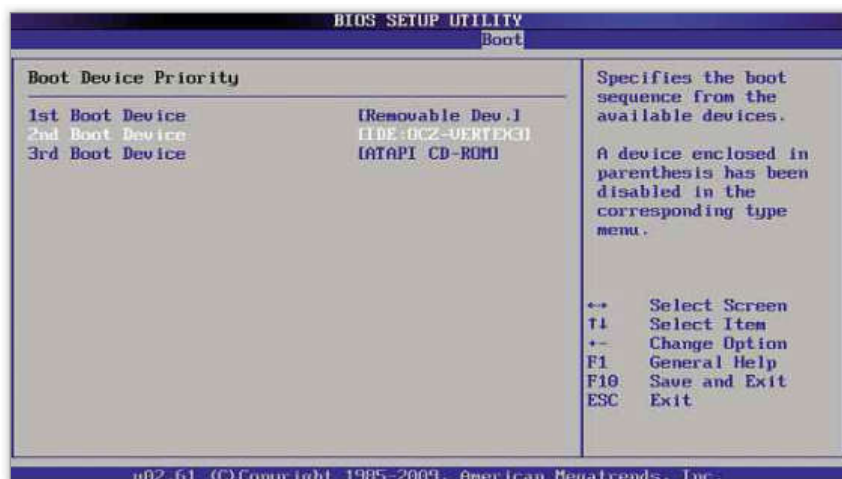 BIOS SETUP UTILITY
Boot
Boot Device Priority
1st Boot Device [Removable Dev.]
2nd Boot Device [IDE:OCZ-VERTEX3]
3rd Boot Device [ATAPI CD-ROM]
Specifies the boot
sequence from the
available devices.
A device enclosed in
parenthesis has been
disabled in the
corresponding type
menu.
←→ Select Screen
↑↓ Select Item
+- Change Option
F1 General Help
F10 Save and Exit
ESC Exit
v02.61 (C)Copyright 1985-2009, American Megatrends, Inc.